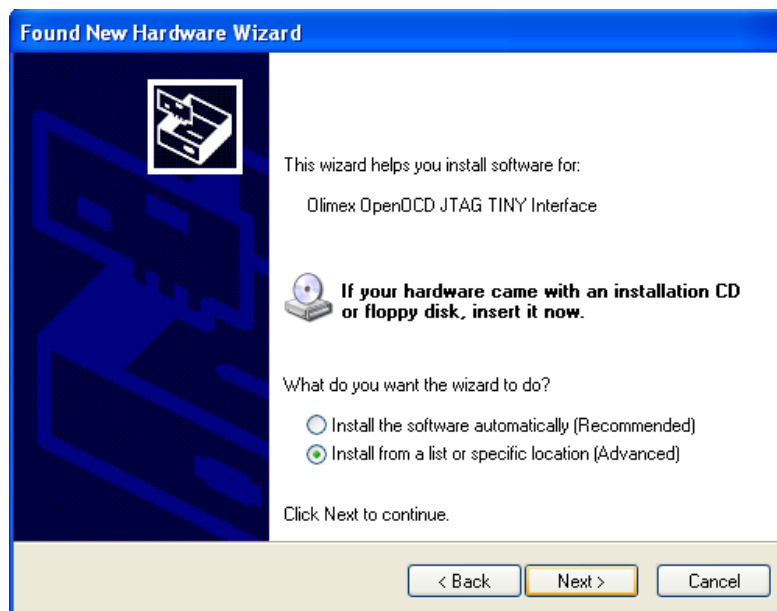 Found New Hardware Wizard
This wizard helps you install software for:
Olimex OpenOCD JTAG TINY Interface
If your hardware came with an installation CD
or floppy disk, insert it now.
What do you want the wizard to do?
Install the software automatically (Recommended)
Install from a list or specific location (Advanced)
Click Next to continue.
< Back Next > Cancel